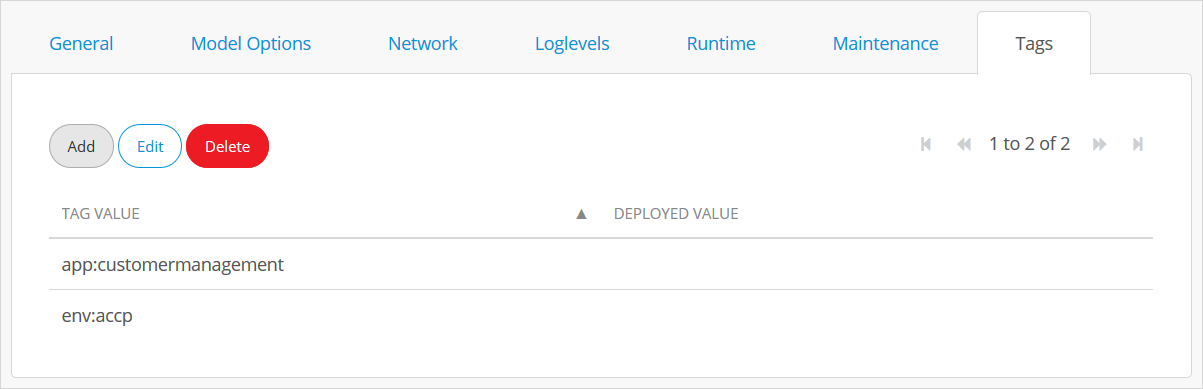 General Model Options Network Loglevels Runtime Maintenance Tags
Add Edit Delete 1 to 2 of 2
TAG VALUE ▲ DEPLOYED VALUE
app:customermanagement
env:accp